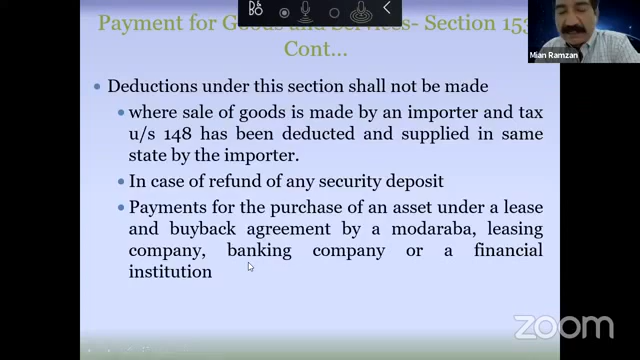 Payment for Goods and Services- Section 153
Cont...
Mian Ramzan
• Deductions under this section shall not be made
• where sale of goods is made by an importer and tax
u/s 148 has been deducted and supplied in same
state by the importer.
• In case of refund of any security deposit
• Payments for the purchase of an asset under a lease
and buyback agreement by a modaraba, leasing
company, banking company or a financial
institution
zoom